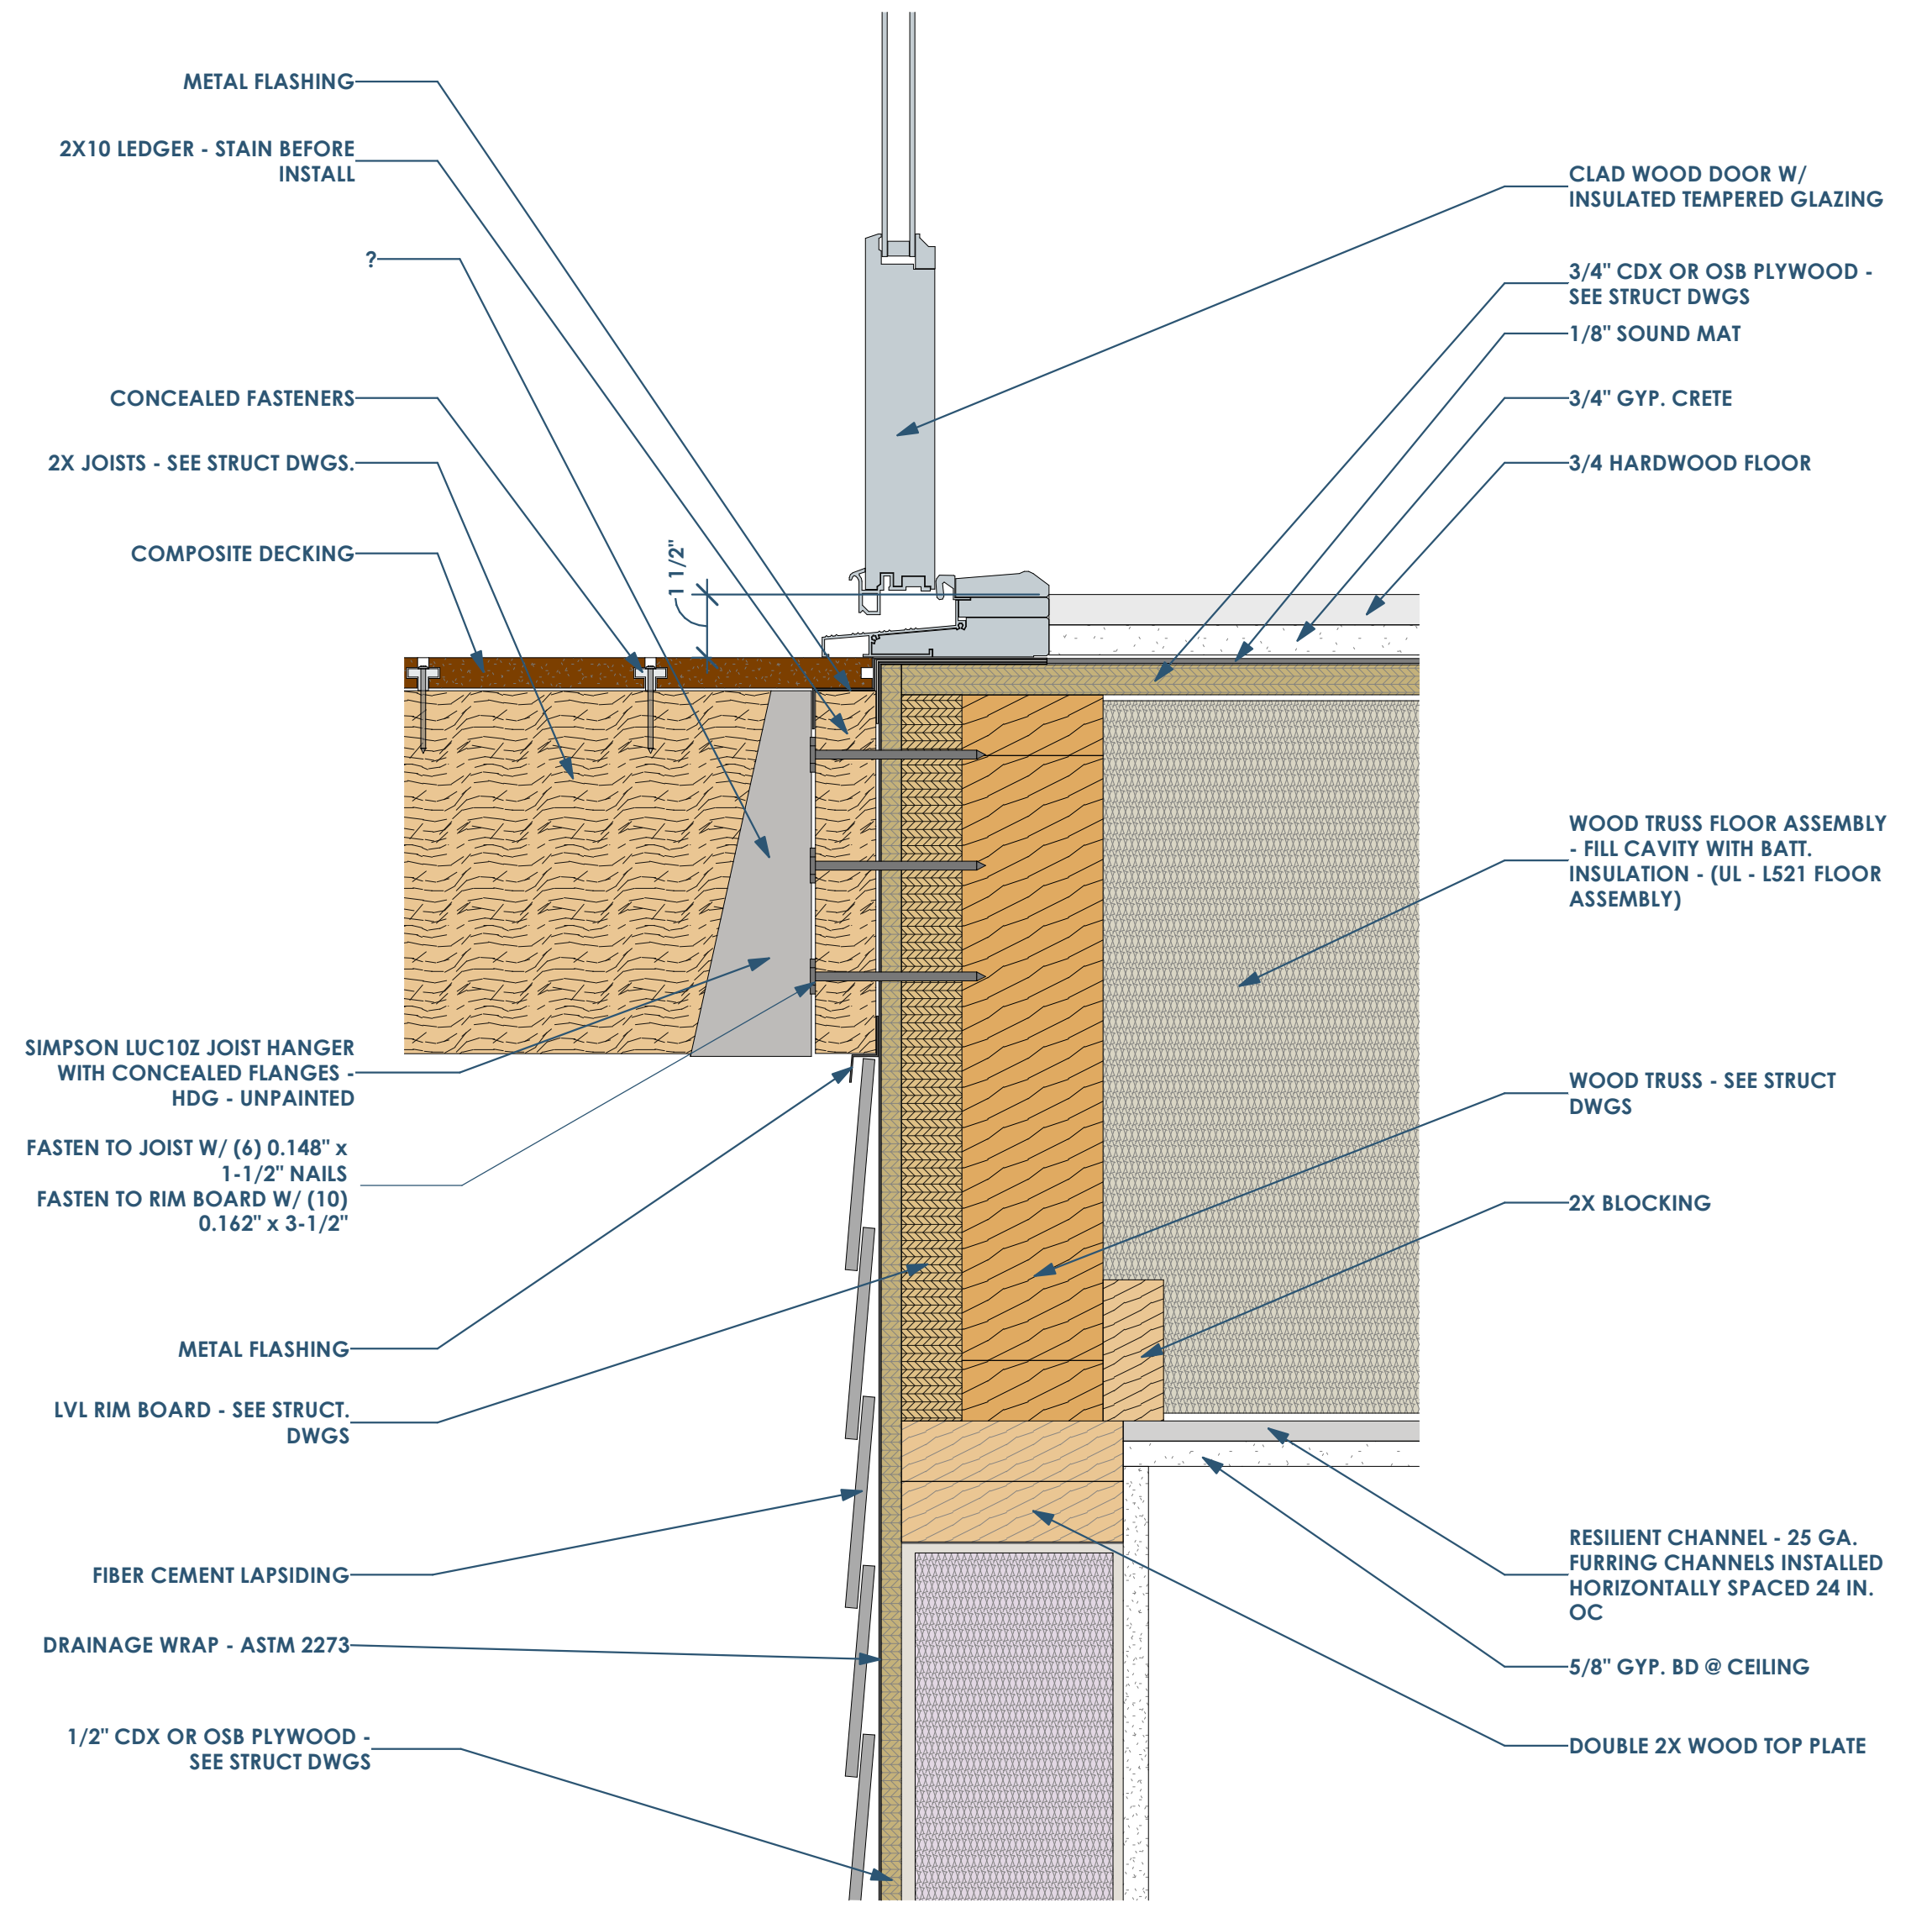 METAL FLASHING
2X10 LEDGER - STAIN BEFORE
INSTALL
?
CONCEALED FASTENERS
2X JOISTS - SEE STRUCT DWGS.
COMPOSITE DECKING
1 1/2"
SIMPSON LUC10Z JOIST HANGER
WITH CONCEALED FLANGES -
HDG - UNPAINTED
FASTEN TO JOIST W/ (6) 0.148" x
1-1/2" NAILS
FASTEN TO RIM BOARD W/ (10)
0.162" x 3-1/2"
METAL FLASHING
LVL RIM BOARD - SEE STRUCT.
DWGS
FIBER CEMENT LAPSIDING
DRAINAGE WRAP - ASTM 2273
1/2" CDX OR OSB PLYWOOD -
SEE STRUCT DWGS
CLAD WOOD DOOR W/
INSULATED TEMPERED GLAZING
3/4" CDX OR OSB PLYWOOD -
SEE STRUCT DWGS
1/8" SOUND MAT
3/4" GYP. CRETE
3/4 HARDWOOD FLOOR
WOOD TRUSS FLOOR ASSEMBLY
- FILL CAVITY WITH BATT.
INSULATION - (UL - L521 FLOOR
ASSEMBLY)
WOOD TRUSS - SEE STRUCT
DWGS
2X BLOCKING
RESILIENT CHANNEL - 25 GA.
FURRING CHANNELS INSTALLED
HORIZONTALLY SPACED 24 IN.
OC
5/8" GYP. BD @ CEILING
DOUBLE 2X WOOD TOP PLATE